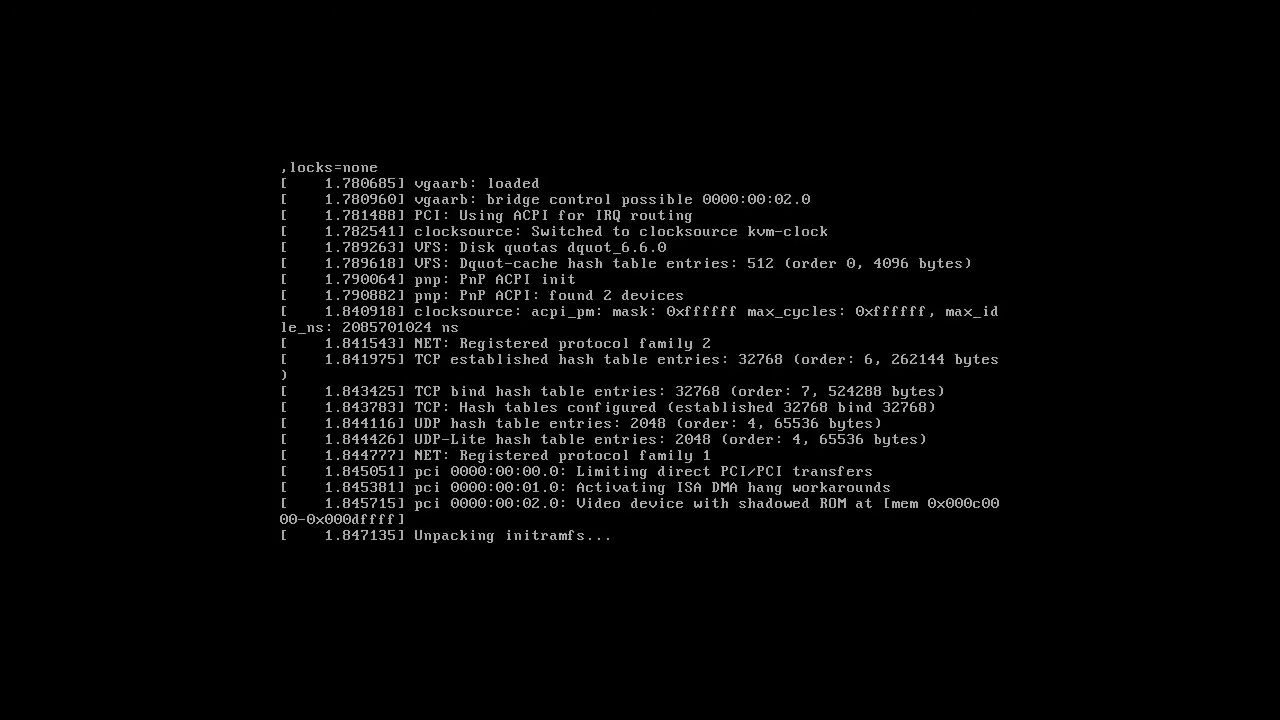 ,locks=none
[    1.780685] vgaarb: loaded
[    1.780960] vgaarb: bridge control possible 0000:00:02.0
[    1.781488] PCI: Using ACPI for IRQ routing
[    1.782541] clocksource: Switched to clocksource kvm-clock
[    1.789263] VFS: Disk quotas dquot_6.6.0
[    1.789618] VFS: Dquot-cache hash table entries: 512 (order 0, 4096 bytes)
[    1.790064] pnp: PnP ACPI init
[    1.790882] pnp: PnP ACPI: found 2 devices
[    1.840918] clocksource: acpi_pm: mask: 0xffffff max_cycles: 0xffffff, max_id
le_ns: 2085701024 ns
[    1.841543] NET: Registered protocol family 2
[    1.841975] TCP established hash table entries: 32768 (order: 6, 262144 bytes
)
[    1.843425] TCP bind hash table entries: 32768 (order: 7, 524288 bytes)
[    1.843783] TCP: Hash tables configured (established 32768 bind 32768)
[    1.844116] UDP hash table entries: 2048 (order: 4, 65536 bytes)
[    1.844426] UDP-Lite hash table entries: 2048 (order: 4, 65536 bytes)
[    1.844777] NET: Registered protocol family 1
[    1.845051] pci 0000:00:00.0: Limiting direct PCI/PCI transfers
[    1.845381] pci 0000:00:01.0: Activating ISA DMA hang workarounds
[    1.845715] pci 0000:00:02.0: Video device with shadowed ROM at [mem 0x000c00
00-0x000dffff]
[    1.847135] Unpacking initramfs...